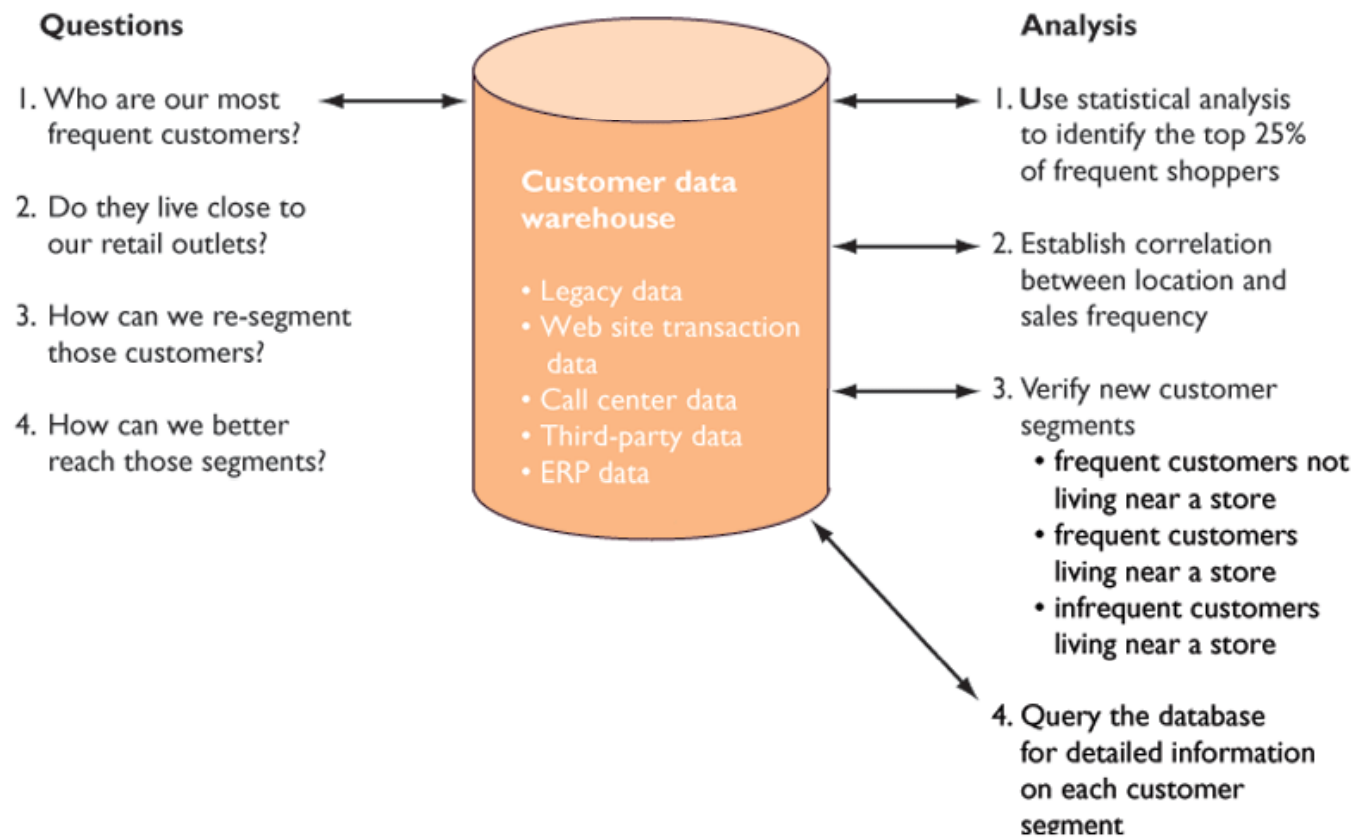 Questions
1. Who are our most
frequent customers?
2. Do they live close to
our retail outlets?
3. How can we re-segment
those customers?
4. How can we better
reach those segments?
Customer data
warehouse
• Legacy data
• Web site transaction
data
• Call center data
• Third-party data
• ERP data
Analysis
1. Use statistical analysis
to identify the top 25%
of frequent shoppers
2. Establish correlation
between location and
sales frequency
3. Verify new customer
segments
• frequent customers not
living near a store
• frequent customers
living near a store
• infrequent customers
living near a store
4. Query the database
for detailed information
on each customer
segment